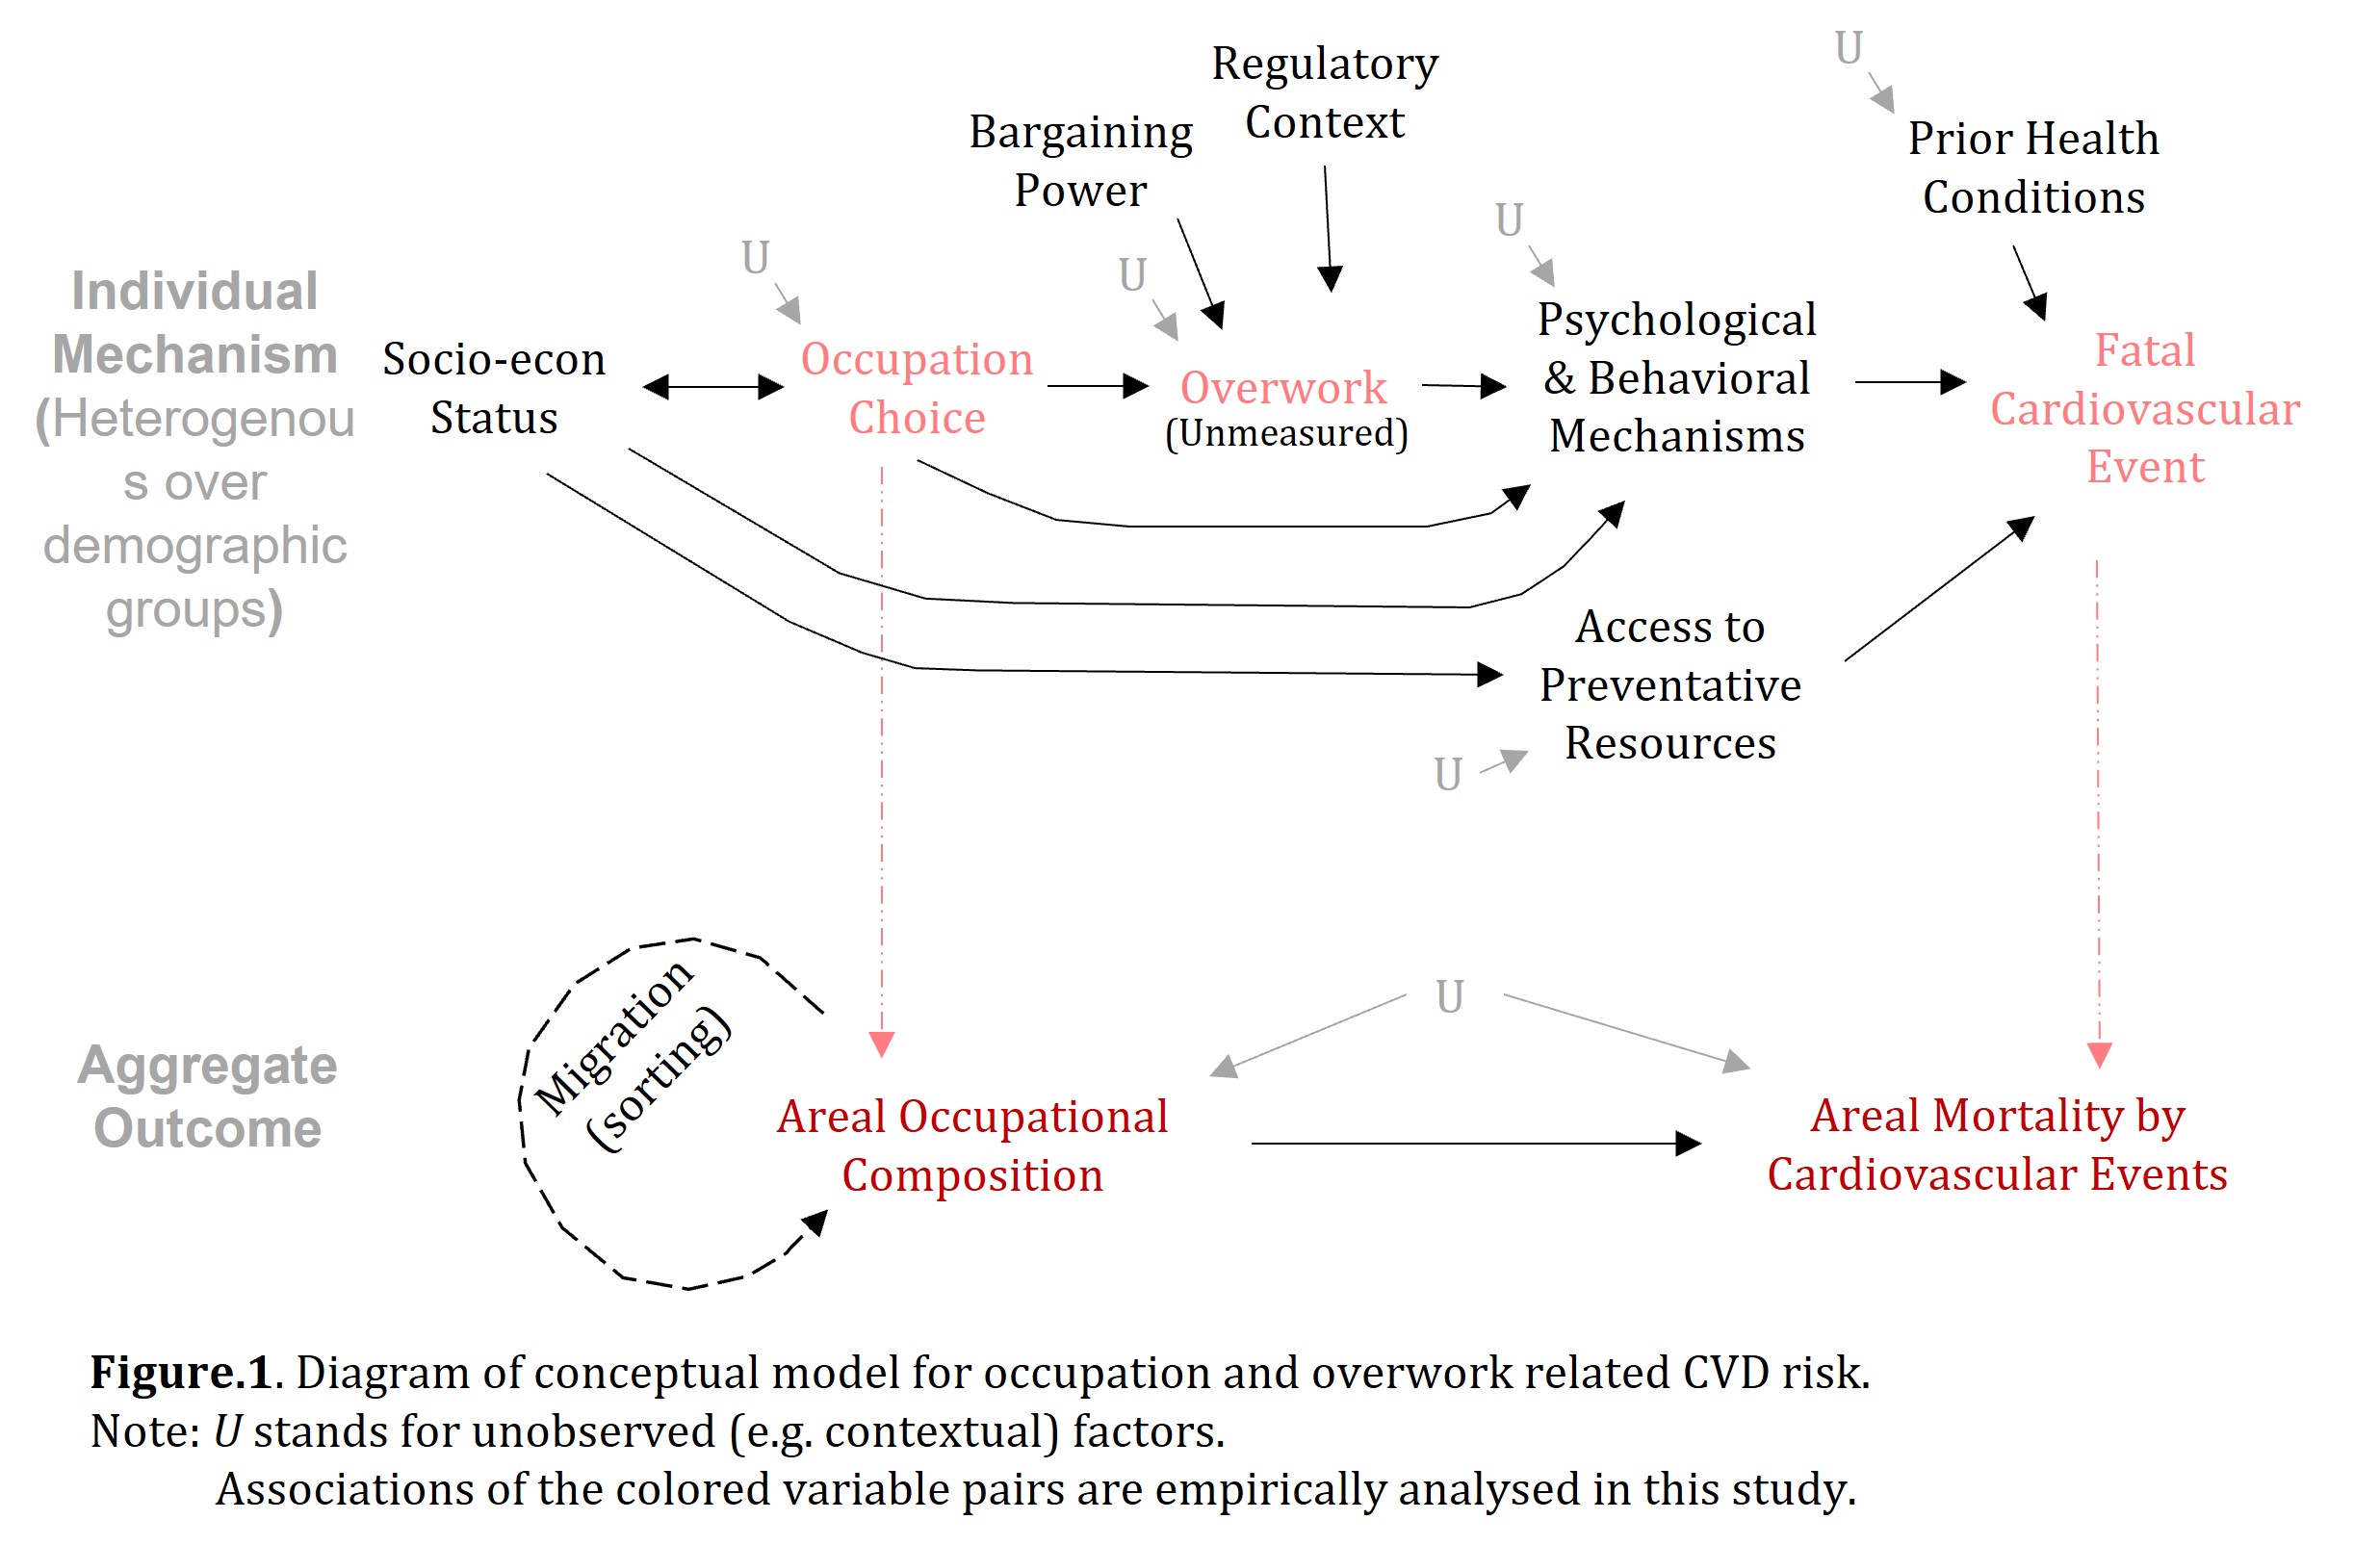 Regulatory
Context
Bargaining
Power
U
Prior Health
Conditions
U
U
U
Individual
Mechanism
(Heterogenou
s over
demographic
groups)
Socio-econ
Status
Occupation
Choice
Overwork
(Unmeasured)
Psychological
& Behavioral
Mechanisms
Fatal
Cardiovascular
Event
Access to
Preventative
Resources
U
Aggregate
Outcome
Migration
(sorting)
U
Areal Occupational
Composition
Areal Mortality by
Cardiovascular Events
Figure.1. Diagram of conceptual model for occupation and overwork related CVD risk.
Note: U stands for unobserved (e.g. contextual) factors.
Associations of the colored variable pairs are empirically analysed in this study.